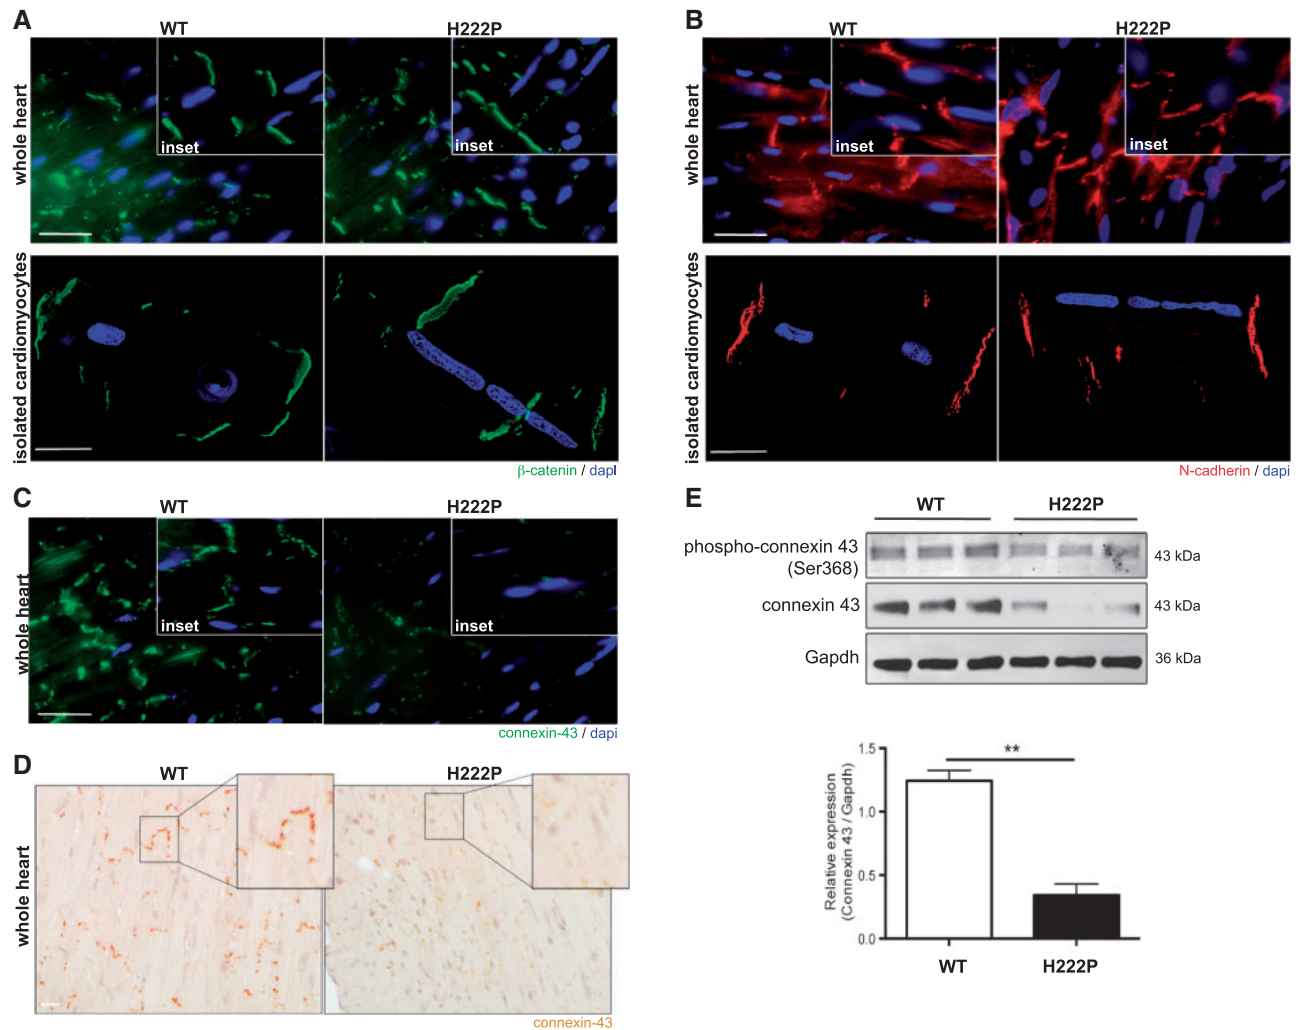 A
WT
H222P
whole heart
inset
inset
isolated cardiomyocytes
β-catenin / dapI
B
WT
H222P
whole heart
inset
inset
isolated cardiomyocytes
N-cadherin / dapi
C
WT
H222P
whole heart
inset
inset
connexin-43 / dapi
D
WT
H222P
whole heart
connexin-43
E
WT
H222P
phospho-connexin 43
(Ser368)
43 kDa
connexin 43
43 kDa
Gapdh
36 kDa
Relative expression
(Connexin 43 / Gapdh)
1.5
1.0
0.5
0.0
**
WT
H222P